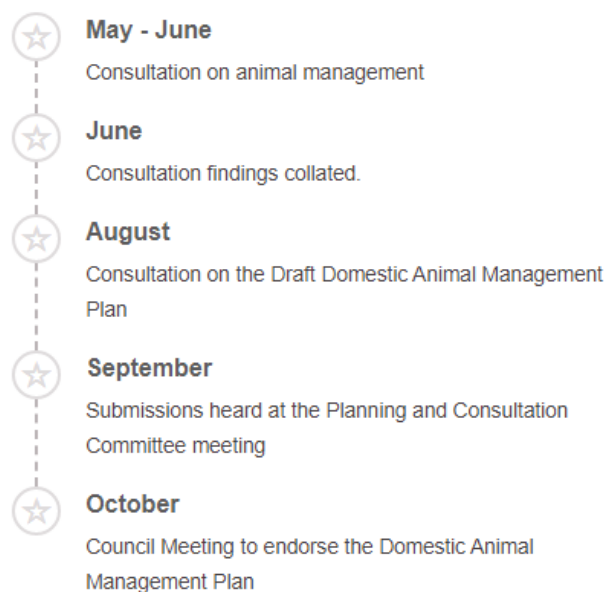 May - June
Consultation on animal management
June
Consultation findings collated.
August
Consultation on the Draft Domestic Animal Management
Plan
September
Submissions heard at the Planning and Consultation
Committee meeting
October
Council Meeting to endorse the Domestic Animal
Management Plan